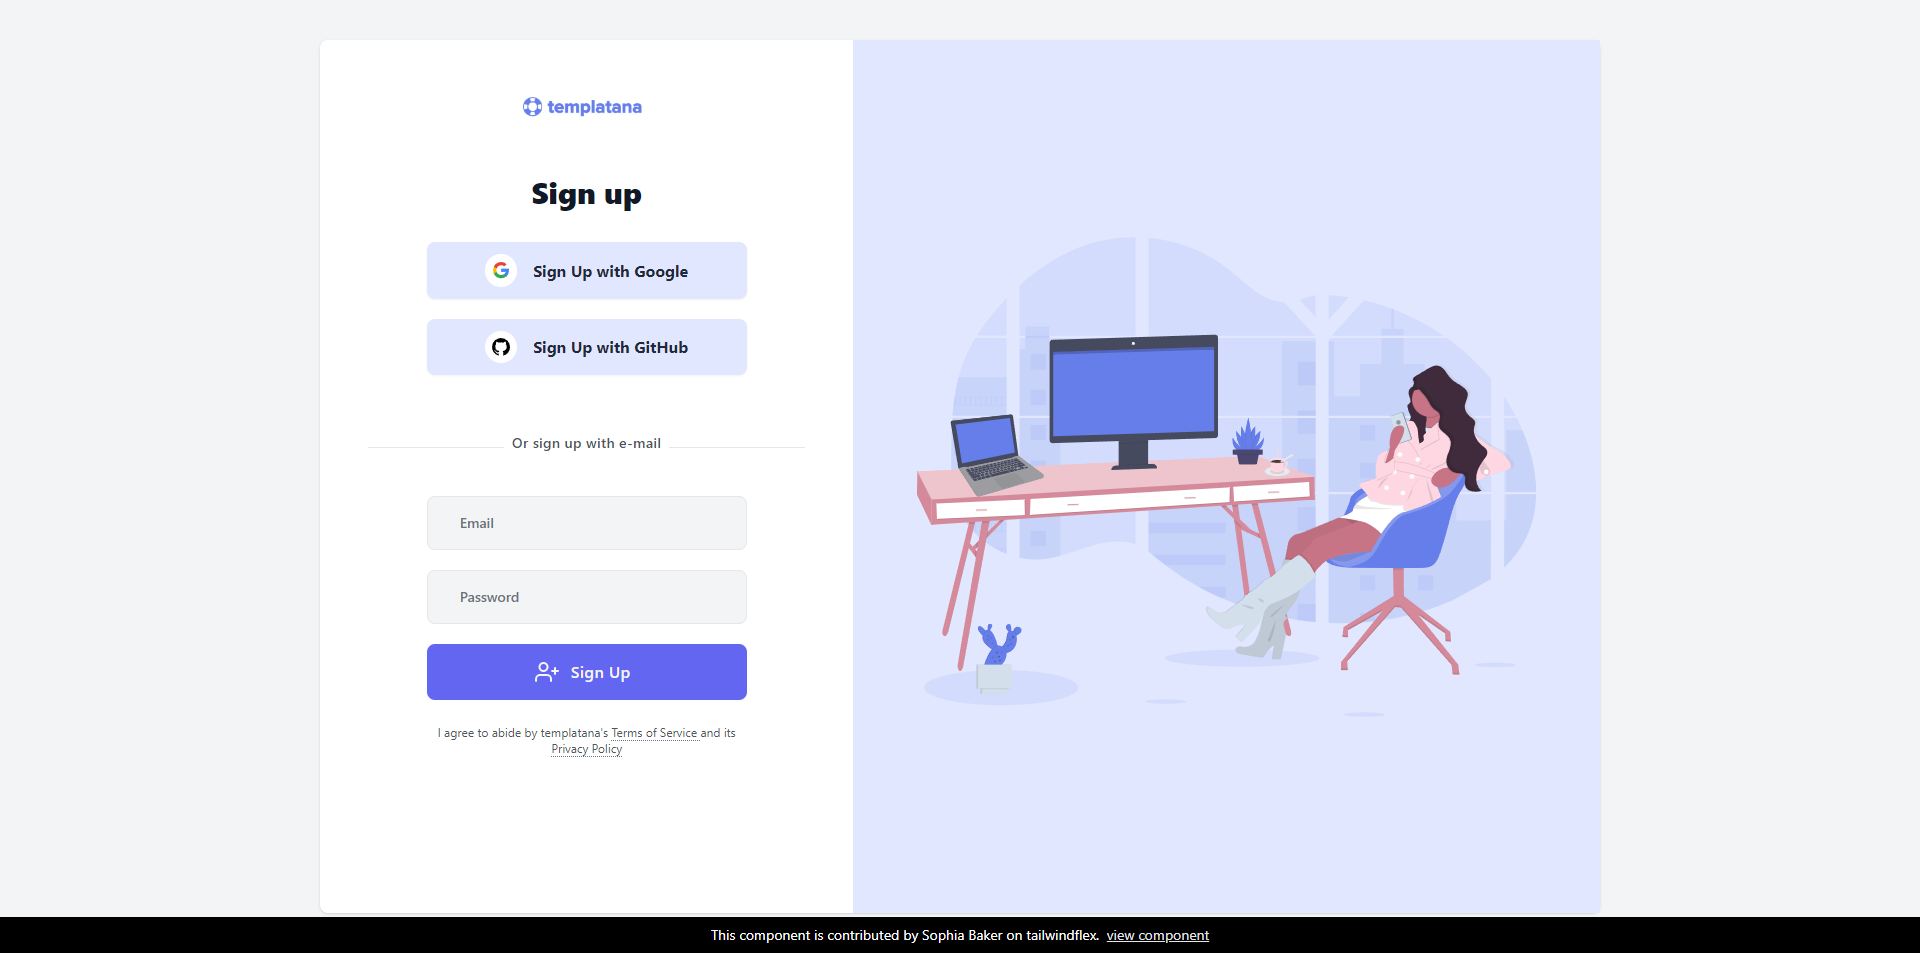 templatana
Sign up
Sign Up with Google
Sign Up with GitHub
Or sign up with e-mail
Email
Password
Sign Up
I agree to abide by templatana's Terms of Service and its
Privacy Policy
This component is contributed by Sophia Baker on tailwindflex. view component